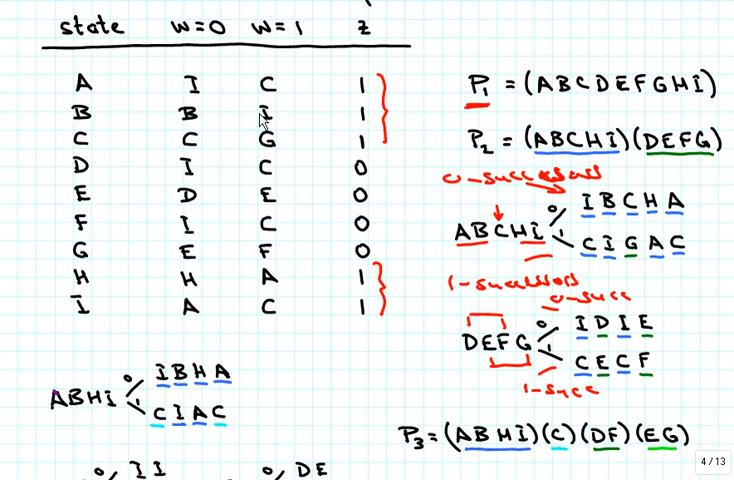 state w=0 w=1 z
A I C 1
B B I 1
C C G 1
D I C 0
E D E 0
F I C 0
G E F 0
H H A 1
I A C 1
P1 = (ABCDEFGHI)
P2 = (ABCHI)(DEFG)
0-successors
ABCHI
0 IBCHA
1 CIGAC
1-successors
0-succ
DEFG
0 IDIE
1 CECF
1-succ
ABHI
0 IBHA
1 CIAC
P3=(ABHI)(C)(DF)(EG)
0 II
0 DE
4/13